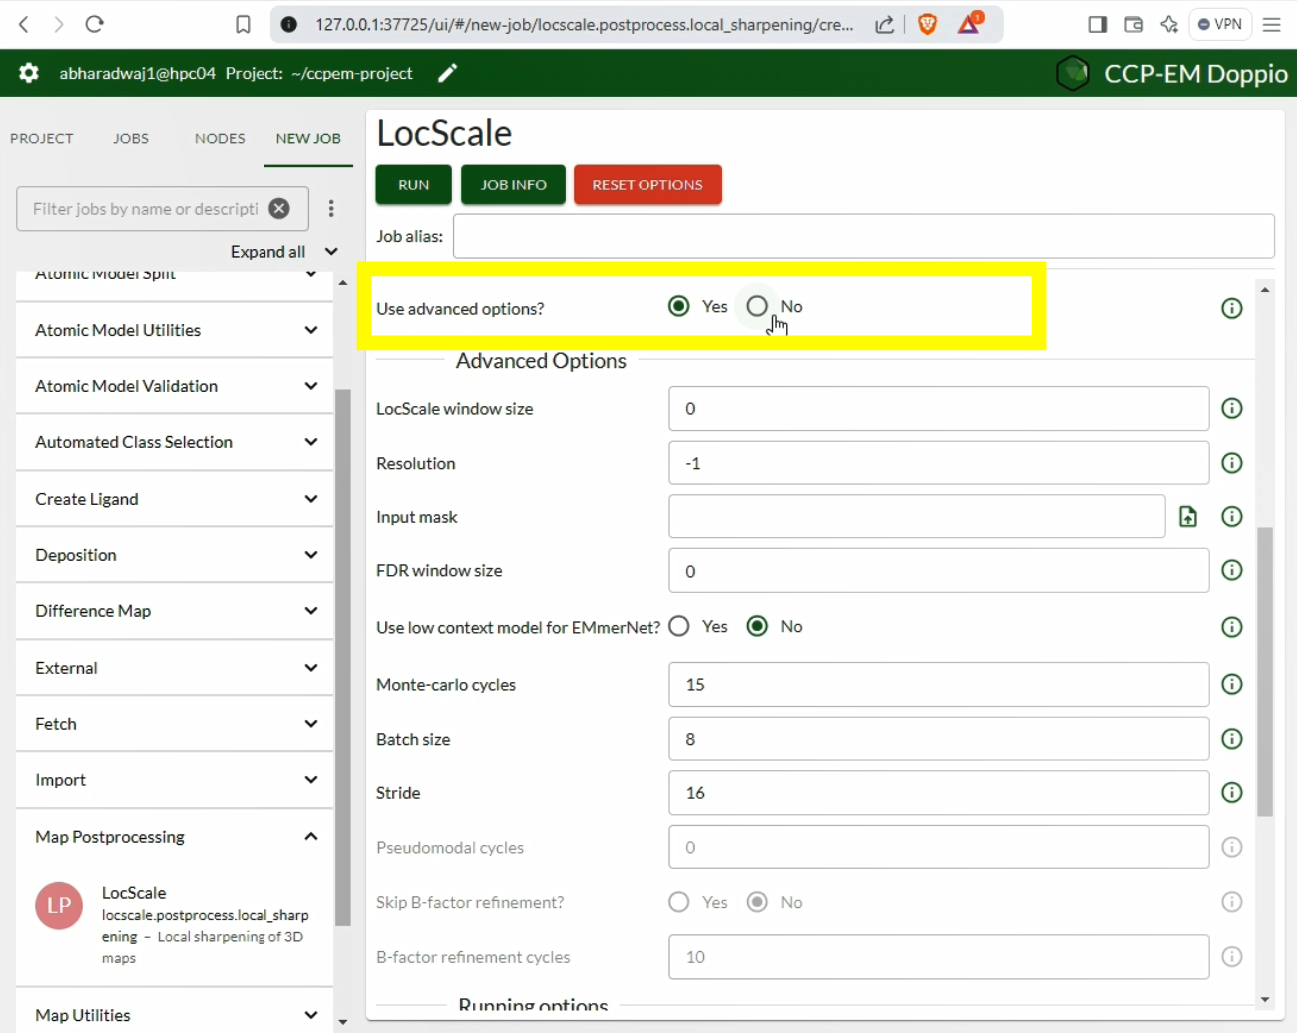 127.0.0.1:37725/ui/#/new-job/locscale.postprocess.local_sharpening/cre...
1
VPN
abharadwaj1@hpc04 Project: ~/ccpem-project
CCP-EM Doppio
PROJECT JOBS NODES NEW JOB
Filter jobs by name or descripti
Expand all
Atomic Model Split
Atomic Model Utilities
Atomic Model Validation
Automated Class Selection
Create Ligand
Deposition
Difference Map
External
Fetch
Import
Map Postprocessing
LP
LocScale
locscale.postprocess.local_sharp
ening – Local sharpening of 3D
maps
Map Utilities
LocScale
RUN JOB INFO RESET OPTIONS
Job alias:
Use advanced options? Yes No
Advanced Options
LocScale window size 0
Resolution -1
Input mask
FDR window size 0
Use low context model for EMmerNet? Yes No
Monte-carlo cycles 15
Batch size 8
Stride 16
Pseudomodal cycles 0
Skip B-factor refinement? Yes No
B-factor refinement cycles 10
Running options